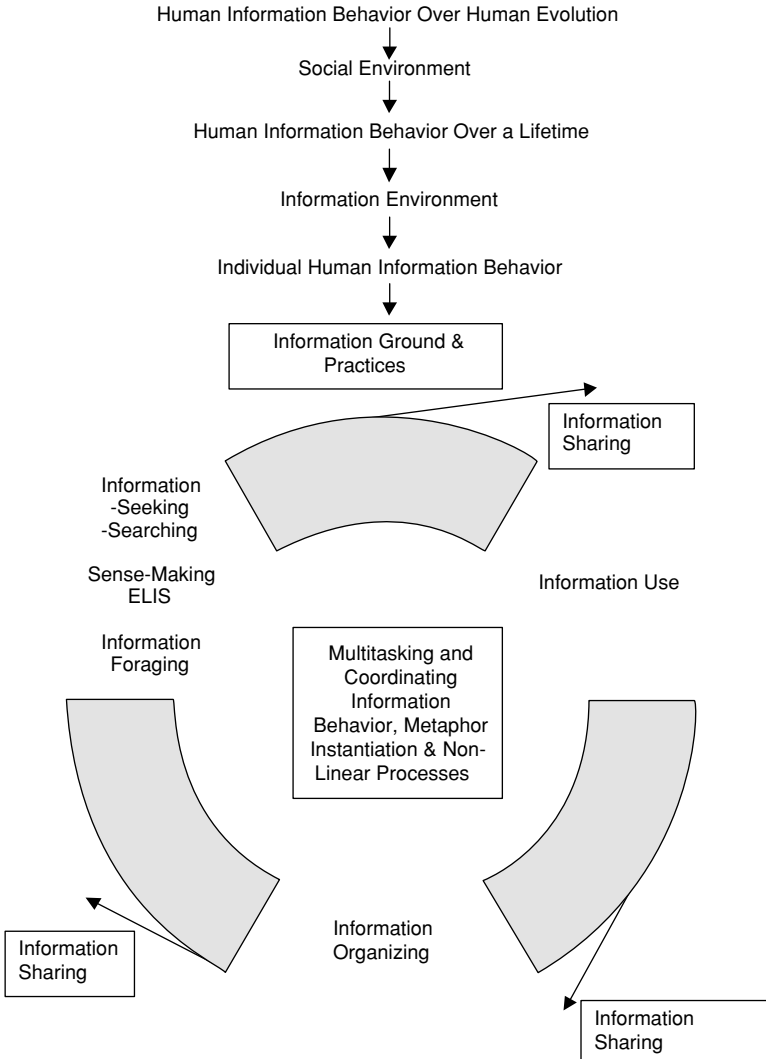 Human Information Behavior Over Human Evolution
Social Environment
Human Information Behavior Over a Lifetime
Information Environment
Individual Human Information Behavior
Information Ground &
Practices
Information
Sharing
Information
-Seeking
-Searching
Sense-Making
ELIS
Information
Foraging
Information Use
Multitasking and
Coordinating
Information
Behavior, Metaphor
Instantiation & Non-
Linear Processes
Information
Organizing
Information
Sharing
Information
Sharing